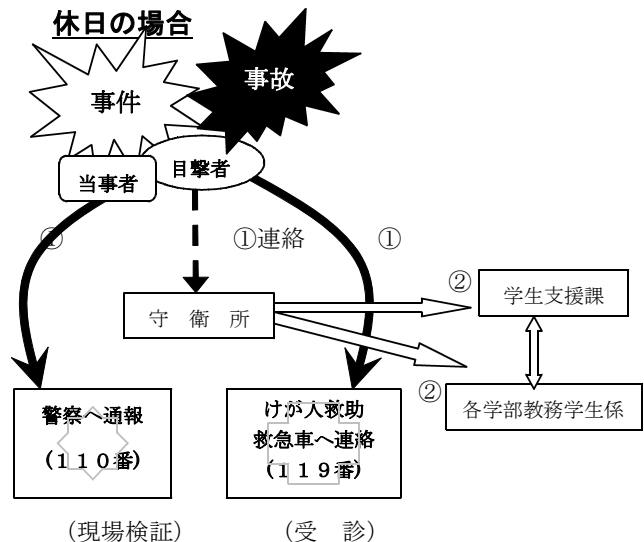 休日の場合
事件
事故
当事者
目撃者
①
①連絡
①
守　衛　所
②
学生支援課
②
各学部教務学生係
警察へ通報
（１１０番）
けが人救助
救急車へ連絡
（１１９番）
（現場検証）
（受　診）